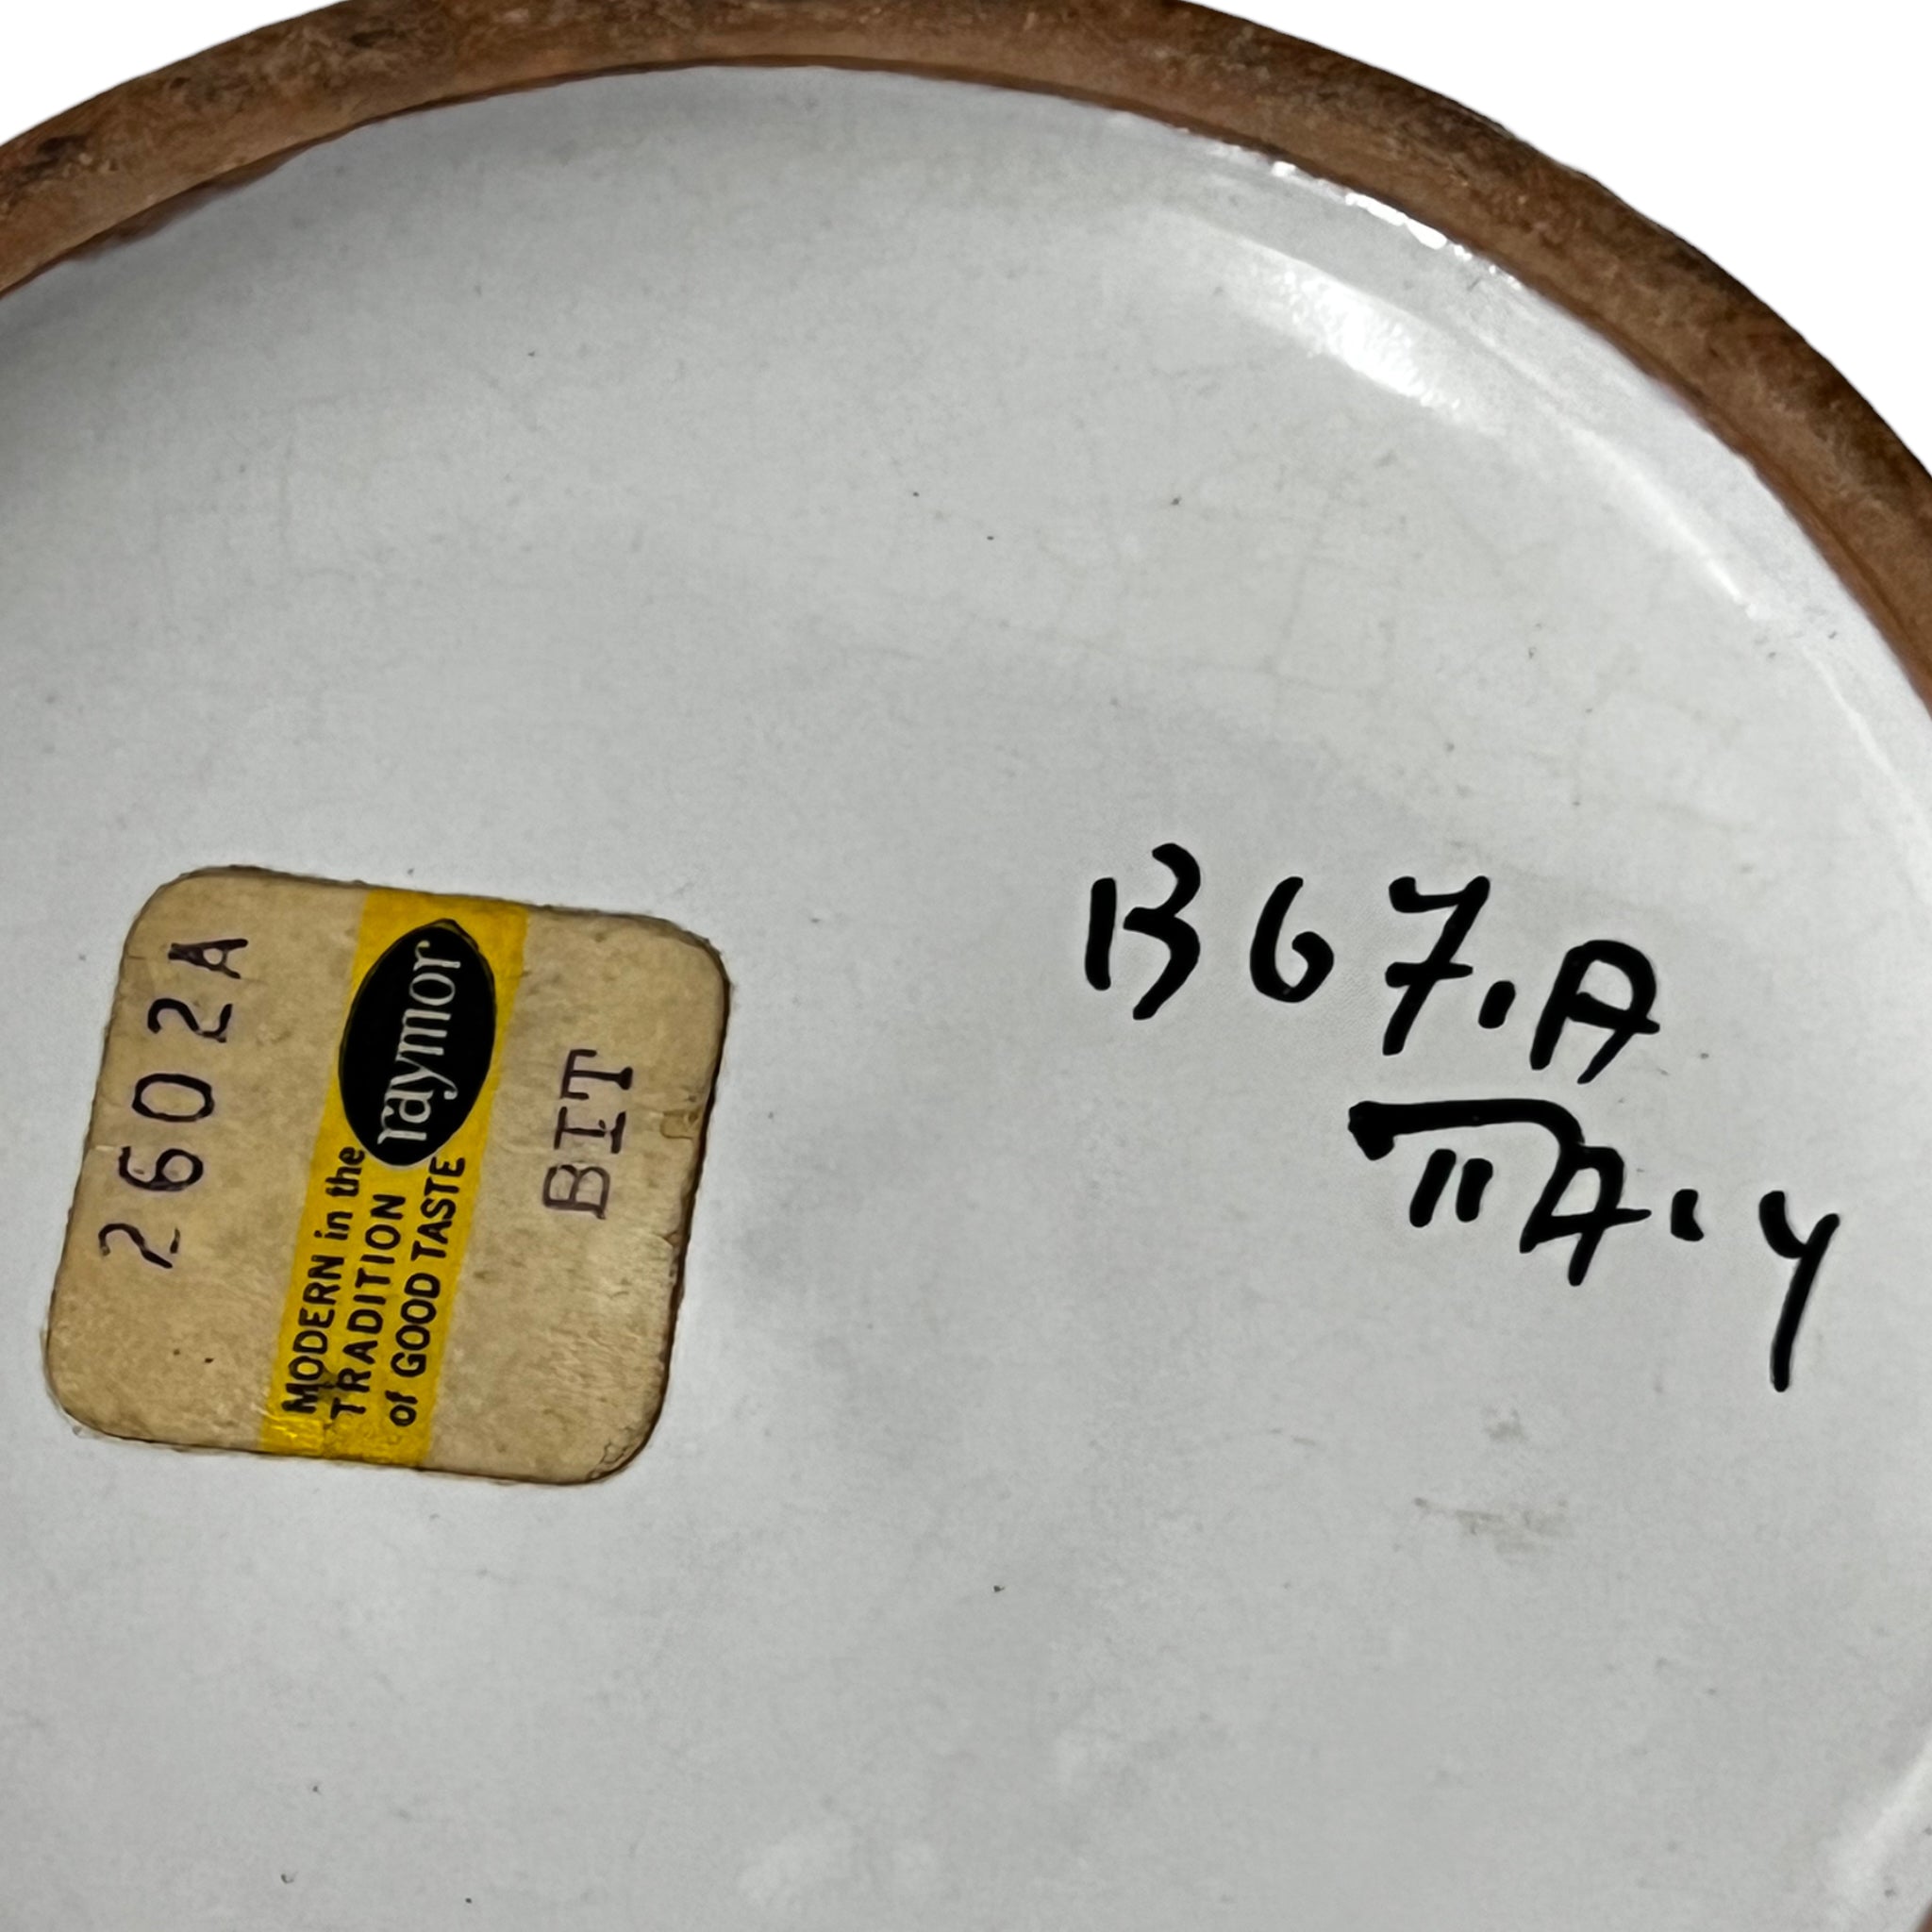 2602A
MODERN in the
TRADITION
of GOOD TASTE
raymor
BIT
B67.A
ITA.Y